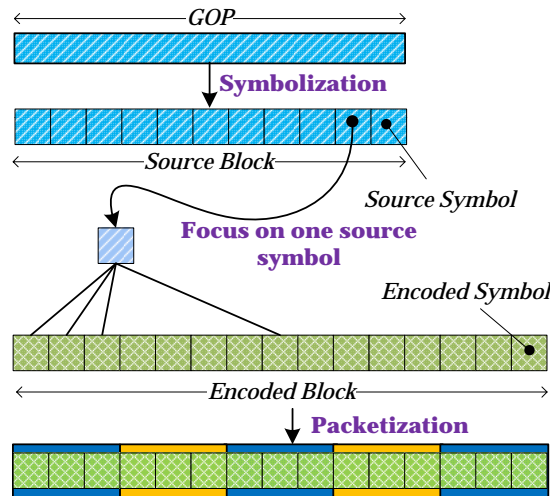 GOP
Symbolization
Source Block
Source Symbol
Focus on one source
symbol
Encoded Symbol
Encoded Block
Packetization